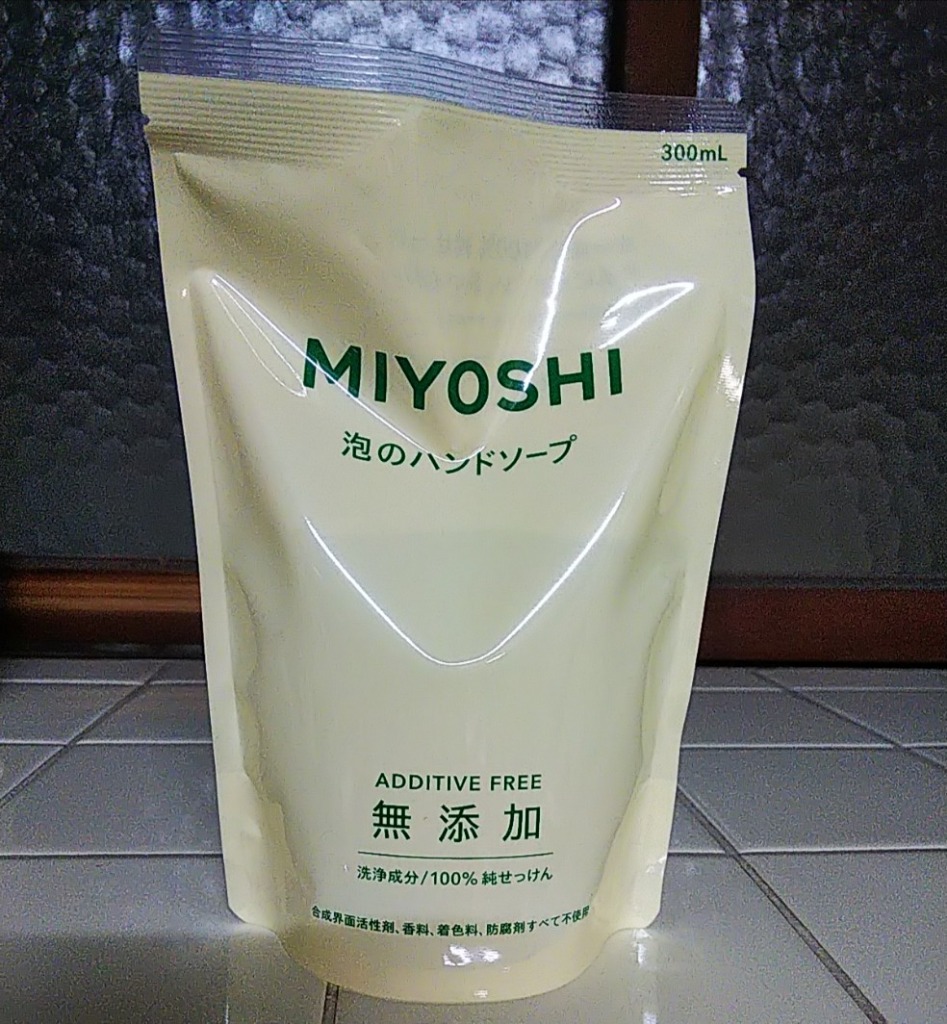 300mL
MIYOSHI
泡のハンドソープ
ADDITIVE FREE
無添加
洗浄成分/100%純せっけん
合成界面活性剤、香料、着色料、防腐剤すべて不使用